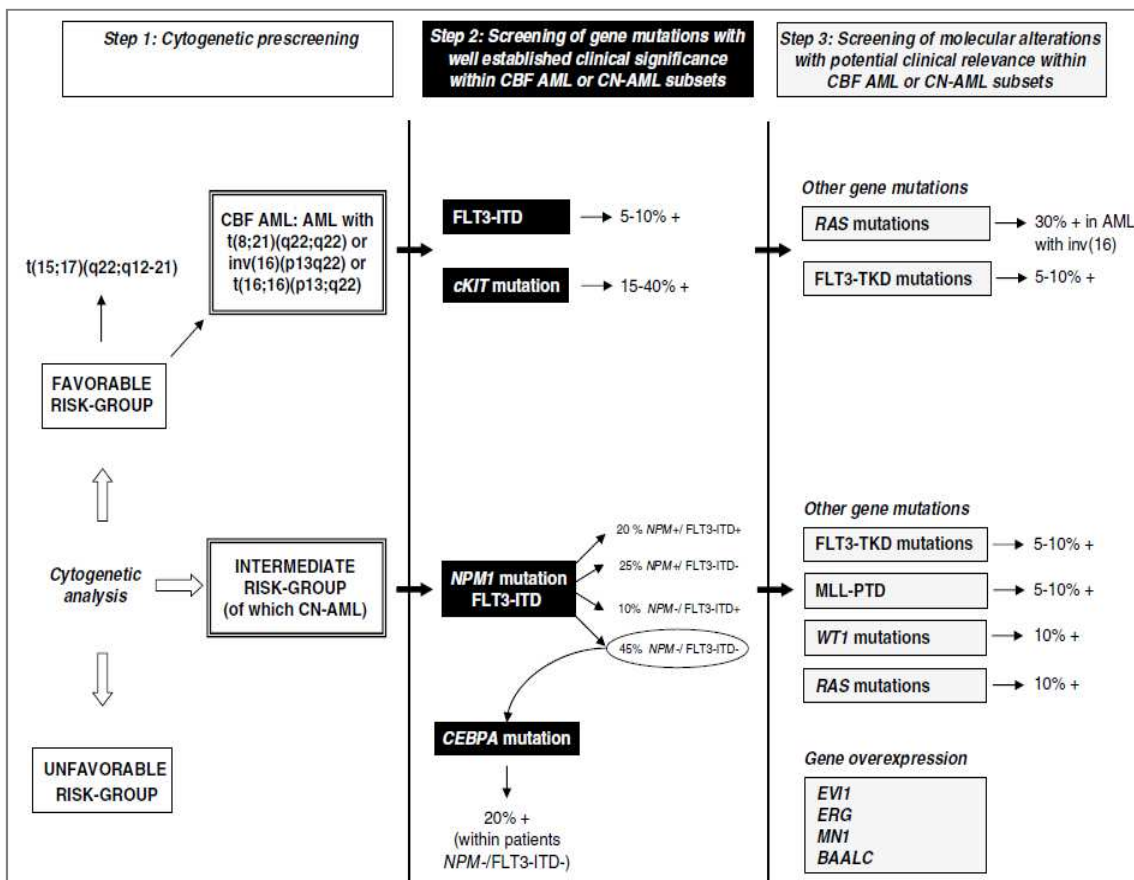 Step 1: Cytogenetic prescreening
Step 2: Screening of gene mutations with
well established clinical significance
within CBF AML or CN-AML subsets
Step 3: Screening of molecular alterations
with potential clinical relevance within
CBF AML or CN-AML subsets
t(15;17)(q22;q12-21)
CBF AML: AML with
t(8;21)(q22;q22) or
inv(16)(p13q22) or
t(16;16)(p13;q22)
FAVORABLE
RISK-GROUP
FLT3-ITD
5-10% +
cKIT mutation
15-40% +
Other gene mutations
RAS mutations
30% + in AML
with inv(16)
FLT3-TKD mutations
5-10% +
Cytogenetic
analysis
INTERMEDIATE
RISK-GROUP
(of which CN-AML)
UNFAVORABLE
RISK-GROUP
NPM1 mutation
FLT3-ITD
20 % NPM+/ FLT3-ITD+
25% NPM+/ FLT3-ITD-
10% NPM-/ FLT3-ITD+
45% NPM-/ FLT3-ITD-
CEBPA mutation
20% +
(within patients
NPM-/FLT3-ITD-)
Other gene mutations
FLT3-TKD mutations
5-10% +
MLL-PTD
5-10% +
WT1 mutations
10% +
RAS mutations
10% +
Gene overexpression
EVI1
ERG
MN1
BAALC